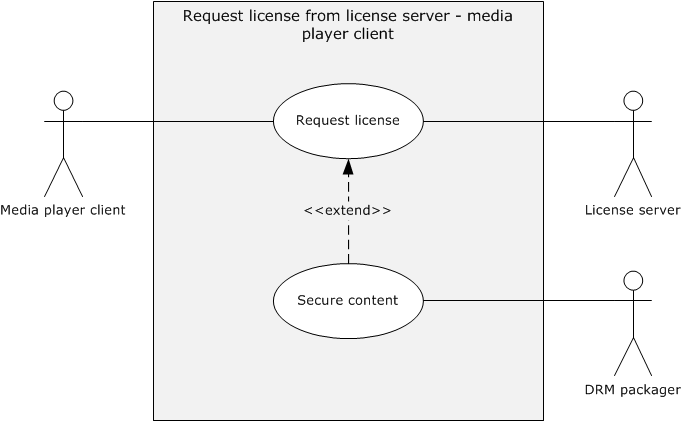 Request license from license server - media
player client
Request license
Media player client
License server
<<extend>>
Secure content
DRM packager